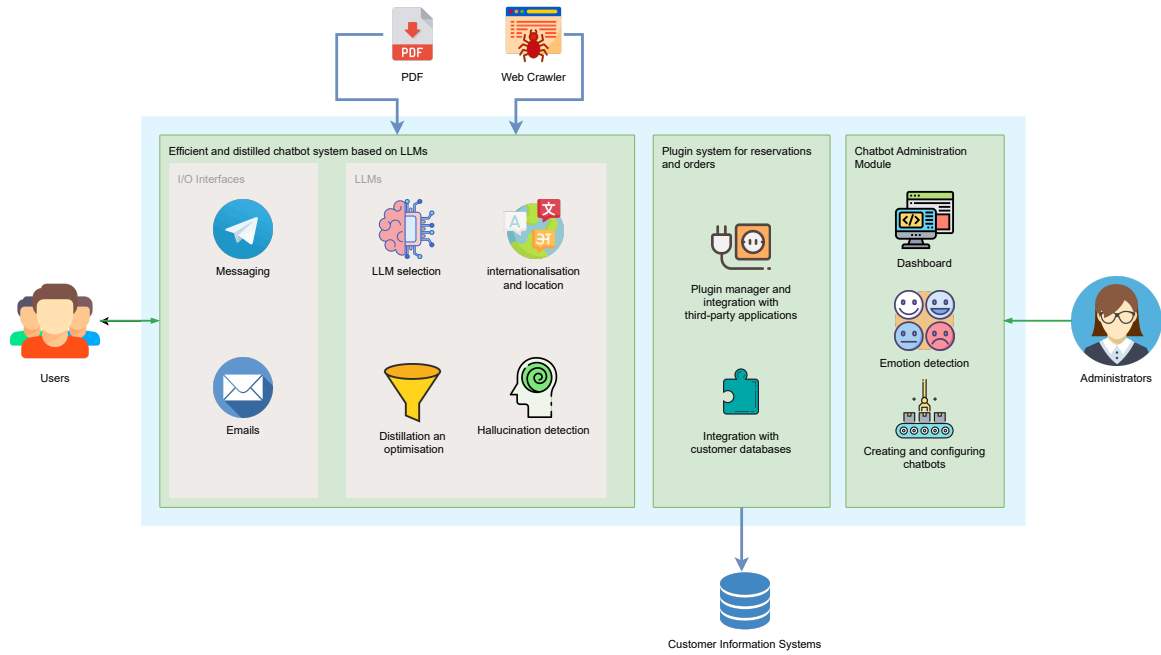 PDF
PDF
Web Crawler
Efficient and distilled chatbot system based on LLMs
I/O Interfaces
Messaging
Emails
LLMs
LLM selection
A
文
अ
internationalisation
and location
Distillation an
optimisation
Hallucination detection
Plugin system for reservations
and orders
Plugin manager and
integration with
third-party applications
Integration with
customer databases
Chatbot Administration
Module
</>
Dashboard
Emotion detection
Creating and configuring
chatbots
Users
Administrators
Customer Information Systems